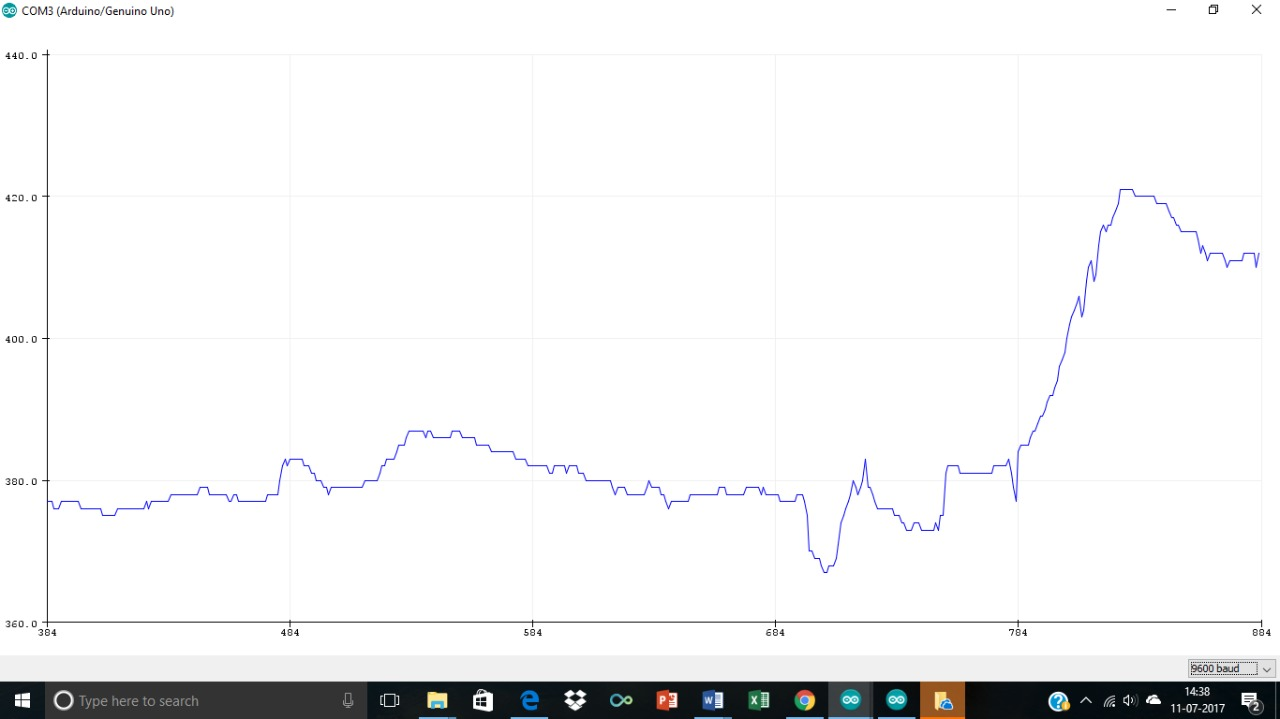 COM3 (Arduino/Genuino Uno)
440.0
420.0
400.0
380.0
360.0
384 484 584 684 784 884
9600 baud
Type here to search
14:38
11-07-2017
2